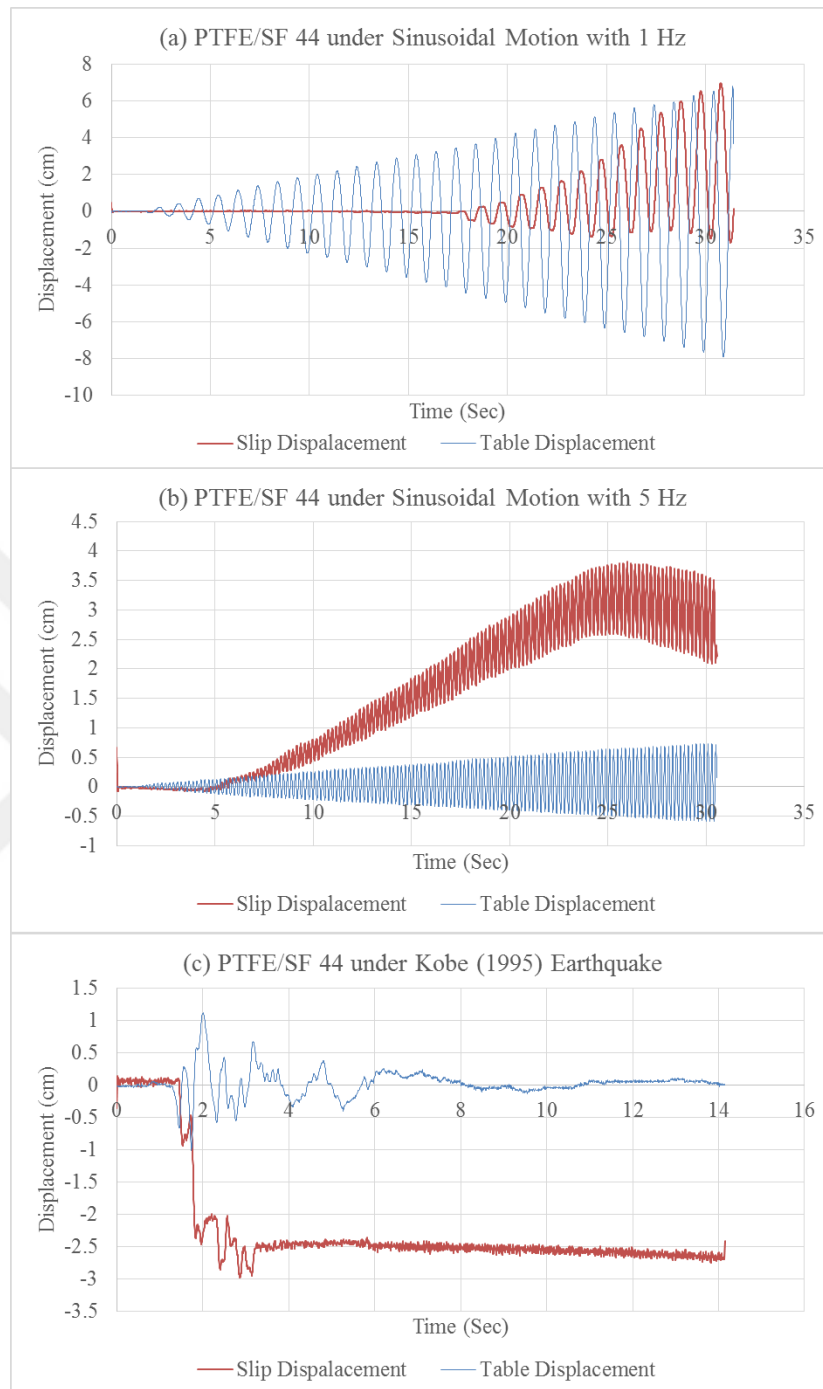 (a) PTFE/SF 44 under Sinusoidal Motion with 1 Hz
8
6
4
2
0
-2
-4
-6
-8
-10
0 5 10 15 20 25 30 35
Displacement (cm)
Time (Sec)
Slip Dispalacement Table Displacement
(b) PTFE/SF 44 under Sinusoidal Motion with 5 Hz
4.5
4
3.5
3
2.5
2
1.5
1
0.5
0
-0.5
-1
0 5 10 15 20 25 30 35
Displacement (cm)
Time (Sec)
Slip Dispalacement Table Displacement
(c) PTFE/SF 44 under Kobe (1995) Earthquake
1.5
1
0.5
0
-0.5
-1
-1.5
-2
-2.5
-3
-3.5
0 2 4 6 8 10 12 14 16
Displacement (cm)
Time (Sec)
Slip Dispalacement Table Displacement